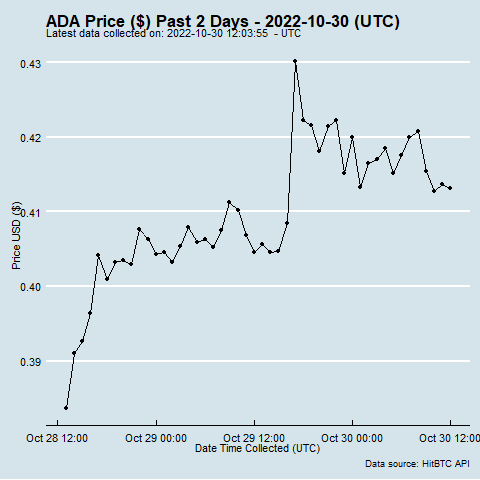 ADA Price ($) Past 2 Days - 2022-10-30 (UTC)
Latest data collected on: 2022-10-30 12:03:55 - UTC
0.43
0.42
0.41
0.40
0.39
Price USD ($)
Oct 28 12:00 Oct 29 00:00 Oct 29 12:00 Oct 30 00:00 Oct 30 12:00
Date Time Collected (UTC)
Data source: HitBTC API